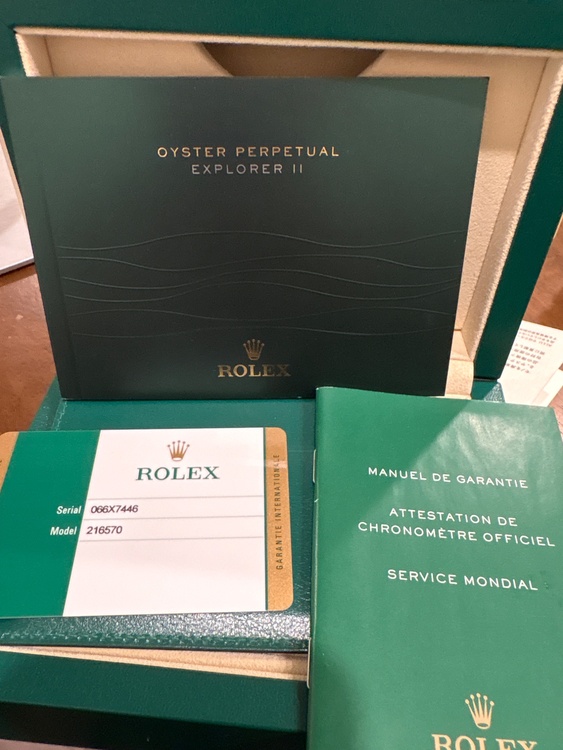 OYSTER PERPETUAL
EXPLORER II
ROLEX
ROLEX
Serial 066X7446
Model 216570
GARANTIE INTERNATIONALE
MANUEL DE GARANTIE
ATTESTATION DE
CHRONOMÈTRE OFFICIEL
SERVICE MONDIAL
ROLEX